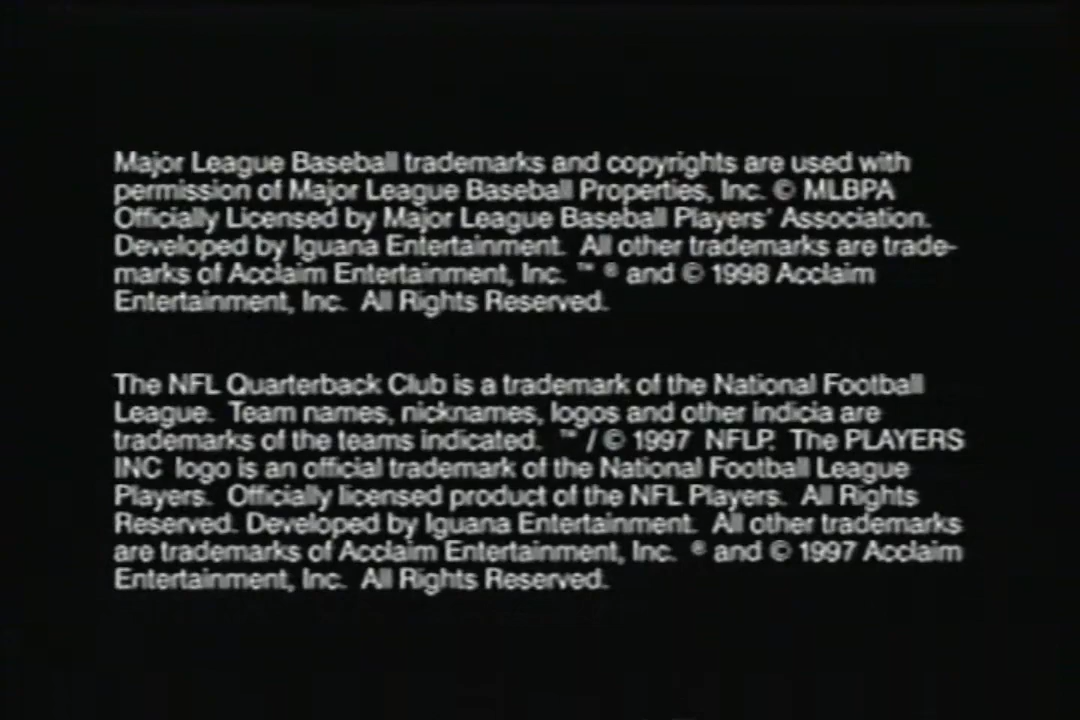 Major League Baseball trademarks and copyrights are used with
permission of Major League Baseball Properties, Inc. © MLBPA
Officially Licensed by Major League Baseball Players' Association.
Developed by Iguana Entertainment.  All other trademarks are trade-
marks of Acclaim Entertainment, Inc. ™ ® and © 1998 Acclaim
Entertainment, Inc.  All Rights Reserved.
The NFL Quarterback Club is a trademark of the National Football
League.  Team names, nicknames, logos and other indicia are
trademarks of the teams indicated.  ™ / © 1997  NFLP.  The PLAYERS
INC  logo is an official trademark of the National Football League
Players.  Officially licensed product of the NFL Players.  All Rights
Reserved. Developed by Iguana Entertainment.  All other trademarks
are trademarks of Acclaim Entertainment, Inc.  ® and © 1997 Acclaim
Entertainment, Inc.  All Rights Reserved.